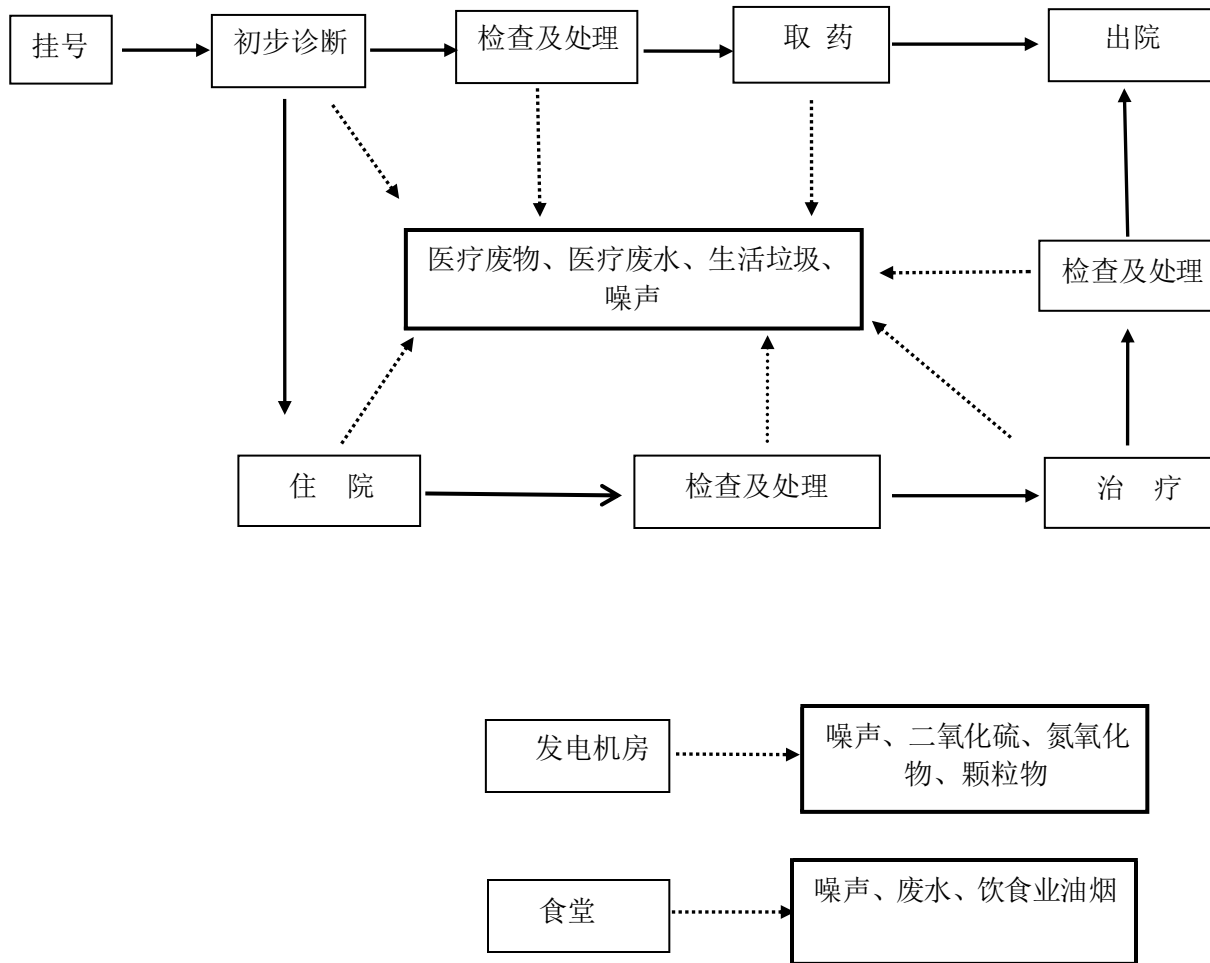 挂号
初步诊断
检查及处理
取 药
出院
医疗废物、医疗废水、生活垃圾、
噪声
检查及处理
住 院
检查及处理
治 疗
发电机房
噪声、二氧化硫、氮氧化
物、颗粒物
食堂
噪声、废水、饮食业油烟